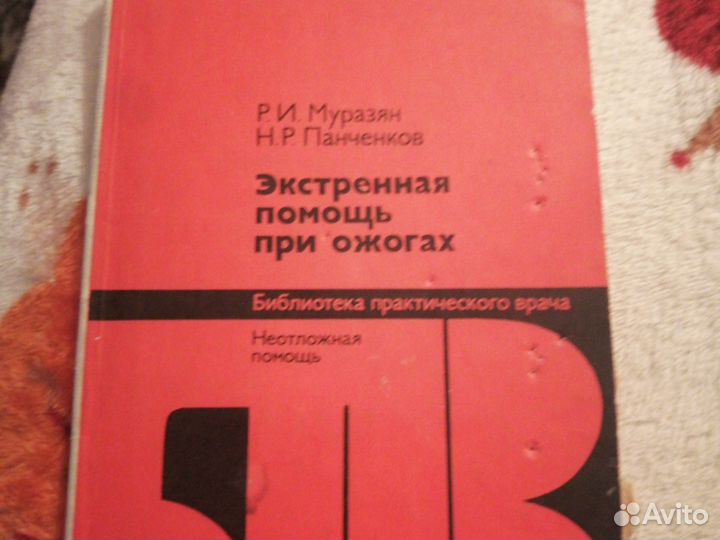 Р. И. Муразян
Н. Р. Панченков
Экстренная
помощь
при ожогах
Библиотека практического врача
Неотложная
помощь
Avito